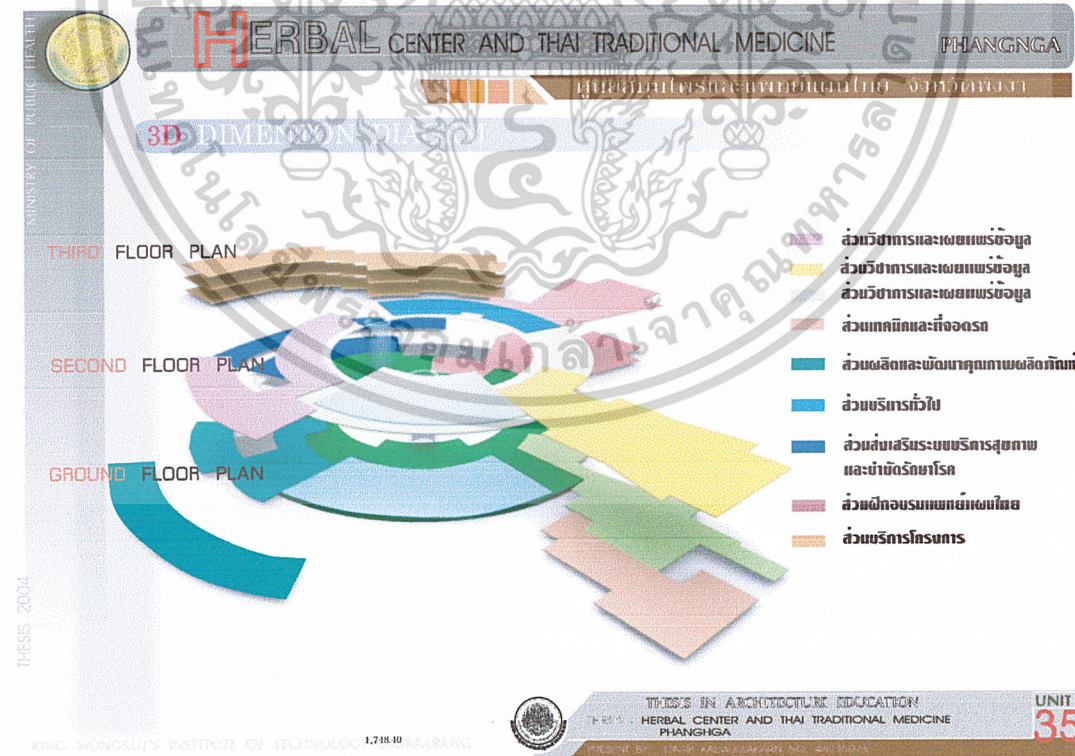 HERBAL CENTER AND THAI TRADITIONAL MEDICINE
PHANGNGA
ศูนย์สมุนไพรและแพทย์แผนไทย จังหวัดพังงา
MINISTRY OF PUBLIC HEALTH
3D DIMENSION DIAGRAM
THIRD FLOOR PLAN
SECOND FLOOR PLAN
GROUND FLOOR PLAN
ส่วนวิชาการและเผยแพร่ข้อมูล
ส่วนวิชาการและเผยแพร่ข้อมูล
ส่วนวิชาการและเผยแพร่ข้อมูล
ส่วนเทคนิคและที่จอดรถ
ส่วนผลิตและพัฒนาคุณภาพผลิตภัณฑ์
ส่วนบริหารทั่วไป
ส่วนส่งเสริมระบบบริการสุขภาพ
และบำบัดรักษาโรค
ส่วนฝึกอบรมแพทย์แผนไทย
ส่วนบริการโครงการ
THESIS 2004
THESIS IN ARCHITECTURE EDUCATION
THESIS : HERBAL CENTER AND THAI TRADITIONAL MEDICINE
PHANGHGA
PRESENT BY
UNIT
35
1,748.10
KING MONGKUT'S INSTITUTE OF TECHNOLOGY LADKRABANG